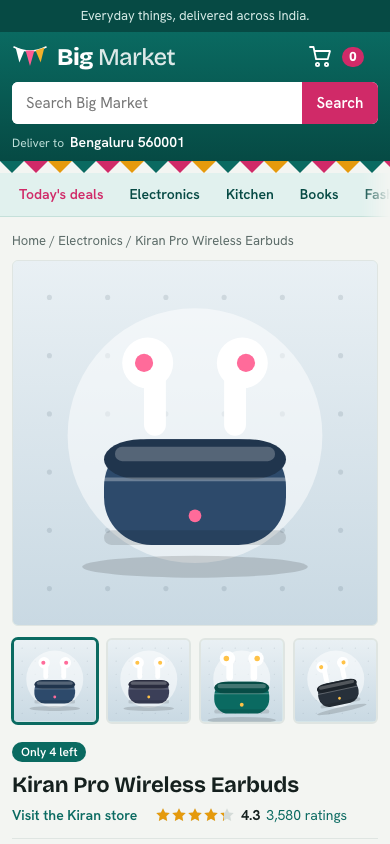 Everyday things, delivered across India.
Big Market
0
Search Big Market
Search
Deliver to Bengaluru 560001
Today's deals Electronics Kitchen Books
Home / Electronics / Kiran Pro Wireless Earbuds
Only 4 left
Kiran Pro Wireless Earbuds
Visit the Kiran store 4.3 3,580 ratings